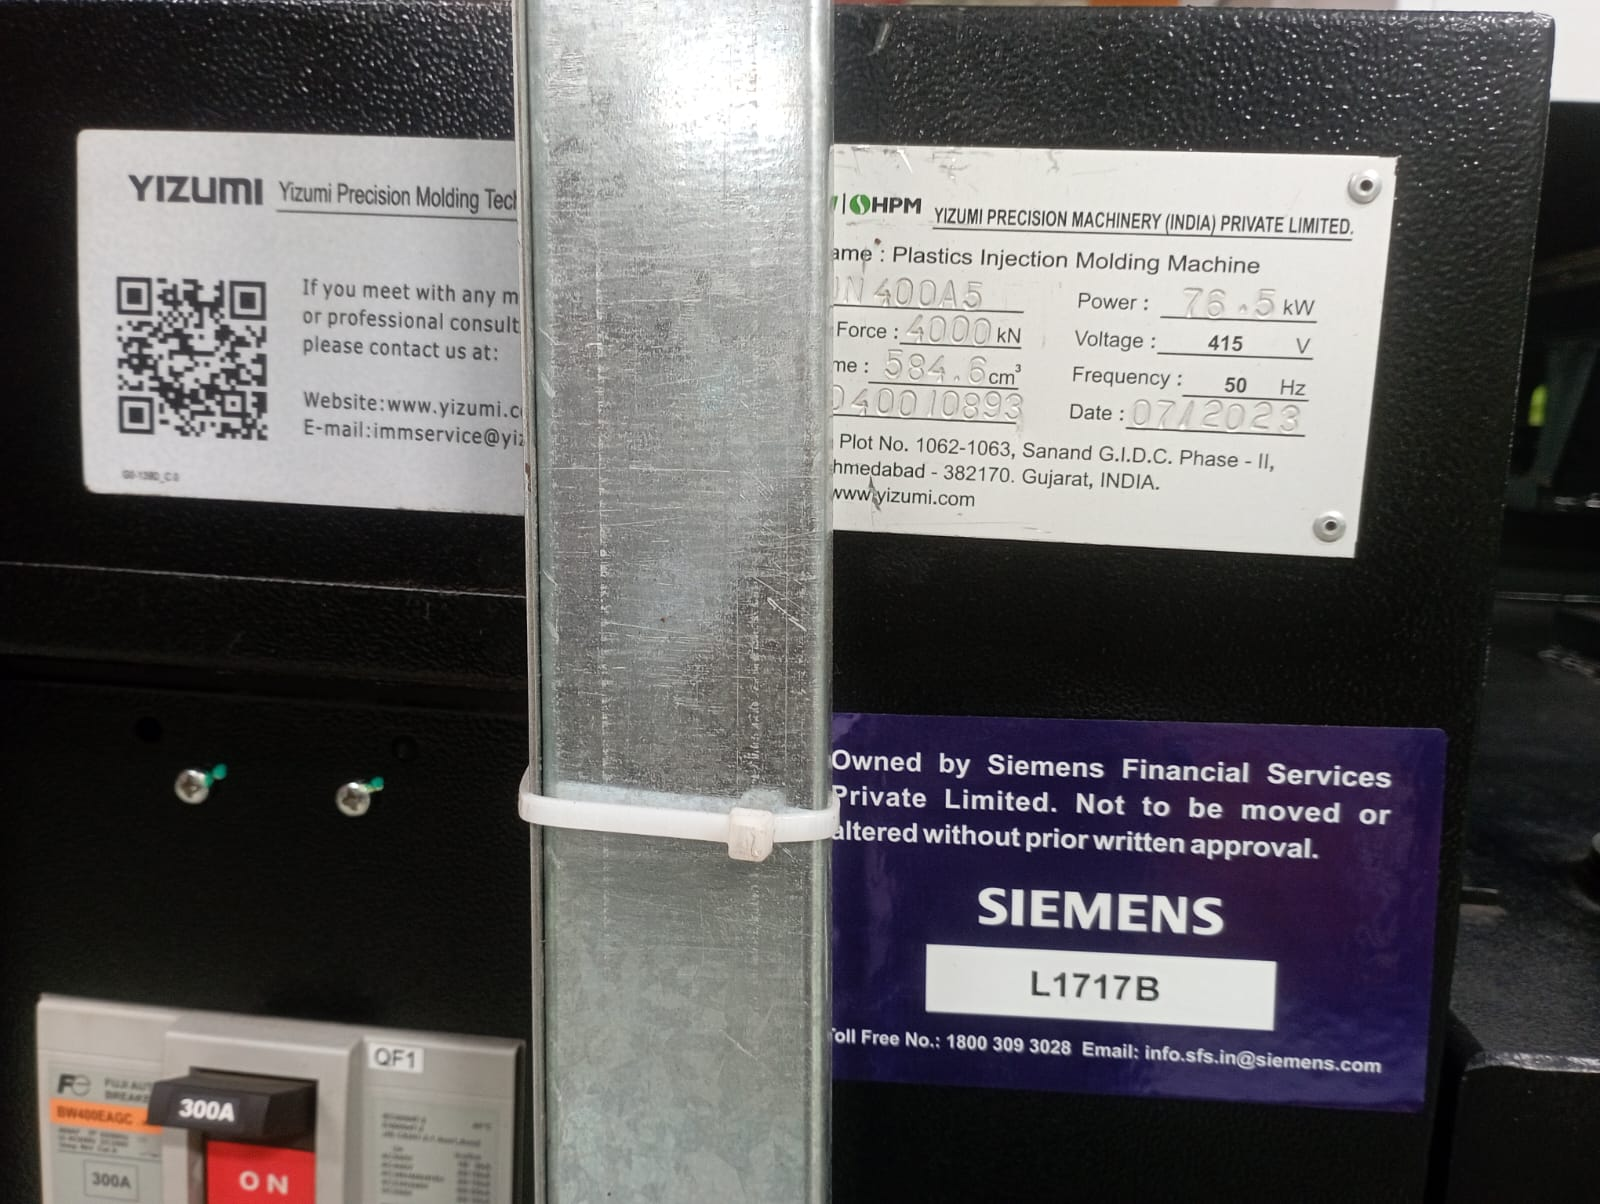 YIZUMI Yizumi Precision Molding Tec
If you meet with any m
or professional consult
please contact us at:
Website:www.yizumi.c
E-mail:immservice@yiz
HPM YIZUMI PRECISION MACHINERY (INDIA) PRIVATE LIMITED.
ame : Plastics Injection Molding Machine
N400A5 Power : 76.5 kW
Force : 4000 kN Voltage : 415 V
me : 584.6 cm³ Frequency : 50 Hz
040010893 Date : 07/2023
Plot No. 1062-1063, Sanand G.I.D.C. Phase - II,
hmedabad - 382170. Gujarat, INDIA.
www.yizumi.com
Owned by Siemens Financial Services
Private Limited. Not to be moved or
altered without prior written approval.
SIEMENS
L1717B
Toll Free No.: 1800 309 3028 Email: info.sfs.in@siemens.com
QF1
FUJI AUT
BREAKE
BW400EAGC
300A
300A
ON